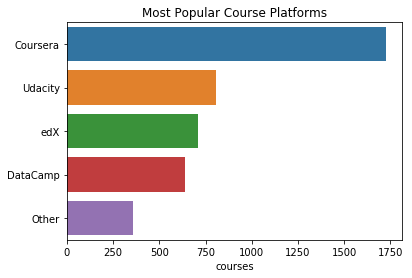 Most Popular Course Platforms
Coursera
Udacity
edX
DataCamp
Other
0 250 500 750 1000 1250 1500 1750
courses